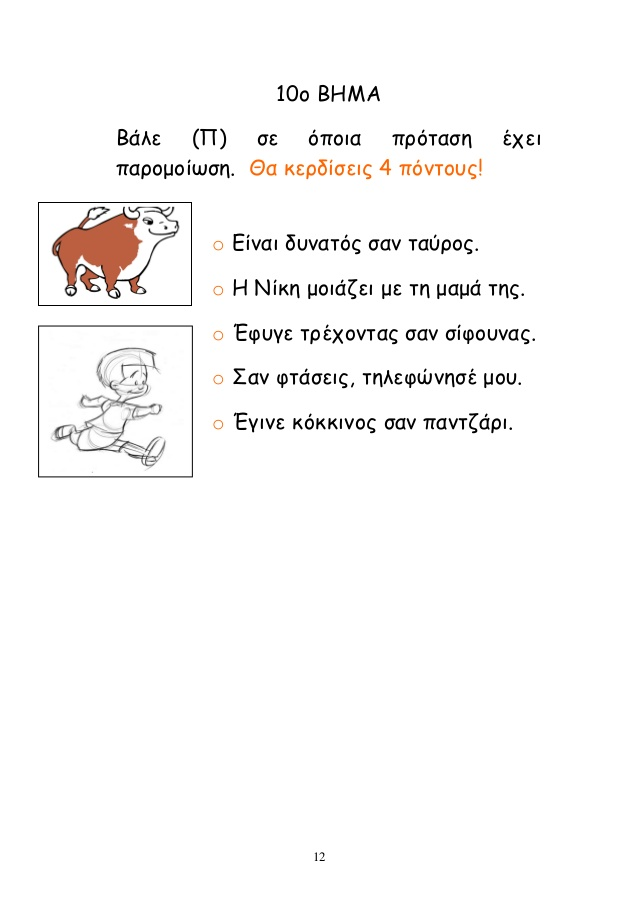 10ο ΒΗΜΑ
Βάλε (Π) σε όποια πρόταση έχει
παρομοίωση. Θα κερδίσεις 4 πόντους!
o Είναι δυνατός σαν ταύρος.
o Η Νίκη μοιάζει με τη μαμά της.
o Έφυγε τρέχοντας σαν σίφουνας.
o Σαν φτάσεις, τηλεφώνησέ μου.
o Έγινε κόκκινος σαν παντζάρι.
12